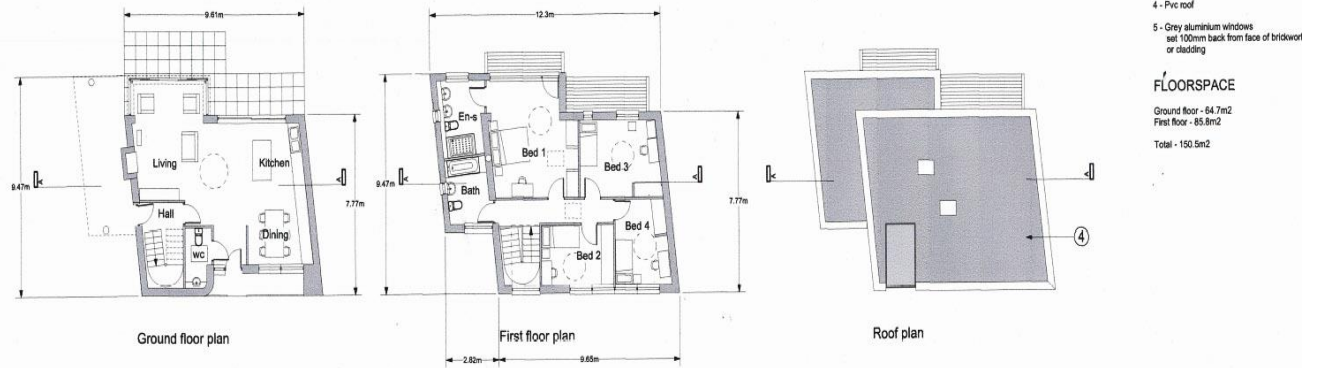 9.61m
9.47m
7.77m
A
A
Living
Kitchen
Hall
WC
Dining
Ground floor plan
12.3m
9.47m
7.77m
A
A
En-s
Bed 1
Bed 3
Bath
Bed 2
Bed 4
First floor plan
2.82m
9.65m
A
A
4
Roof plan
4 - Pvc roof
5 - Grey aluminium windows
set 100mm back from face of brickwork
or cladding
FLOORSPACE
Ground floor - 64.7m2
First floor - 85.8m2
Total - 150.5m2